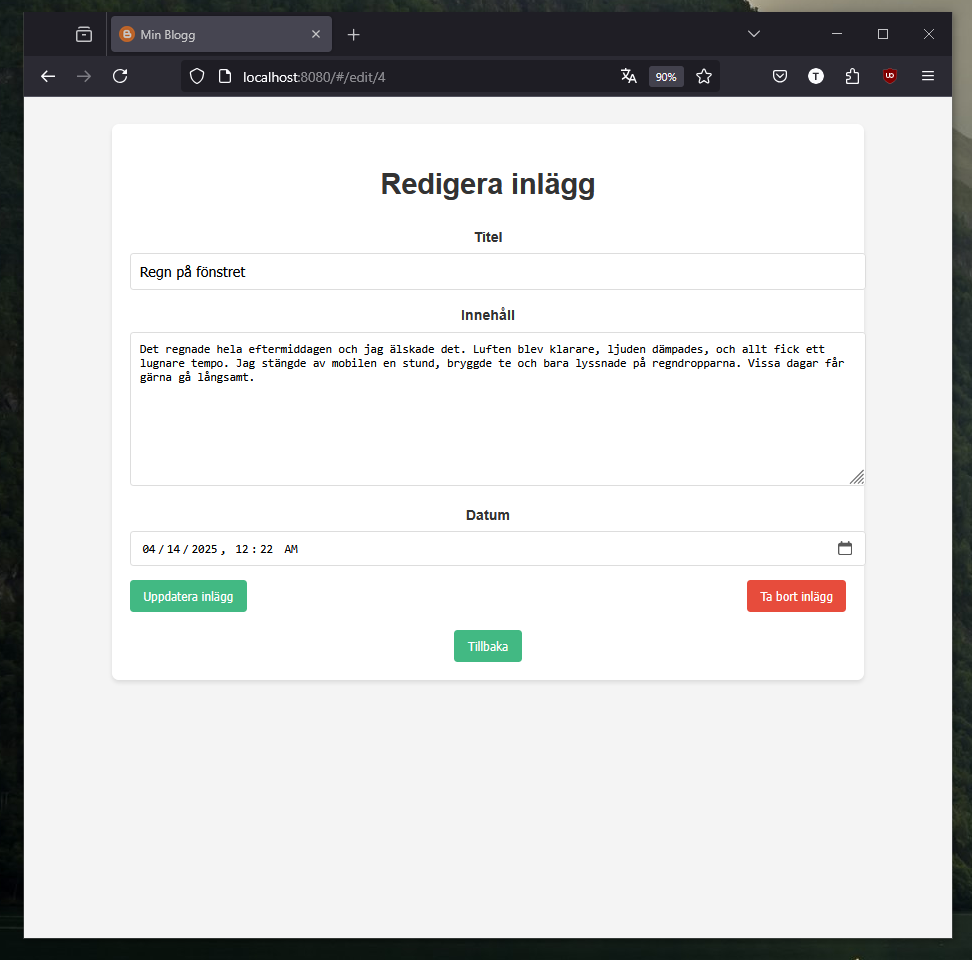 Min Blogg
localhost:8080/#/edit/4
90%
T
UD
Redigera inlägg
Titel
Regn på fönstret
Innehåll
Det regnade hela eftermiddagen och jag älskade det. Luften blev klarare, ljuden dämpades, och allt fick ett
lugnare tempo. Jag stängde av mobilen en stund, bryggde te och bara lyssnade på regndropparna. Vissa dagar får
gärna gå långsamt.
Datum
04/14/2025, 12:22 AM
Uppdatera inlägg
Ta bort inlägg
Tillbaka